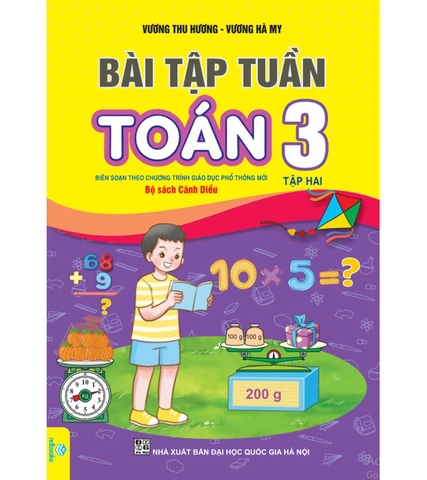 VƯƠNG THU HƯƠNG - VƯƠNG HÀ MY
BÀI TẬP TUẦN
TOÁN 3
BIÊN SOẠN THEO CHƯƠNG TRÌNH GIÁO DỤC PHỔ THÔNG MỚI
TẬP HAI
Bộ sách Cánh Diều
68
+ 9
?
10 × 5 = ?
100 g
100 g
200 g
NHÀ XUẤT BẢN ĐẠI HỌC QUỐC GIA HÀ NỘI